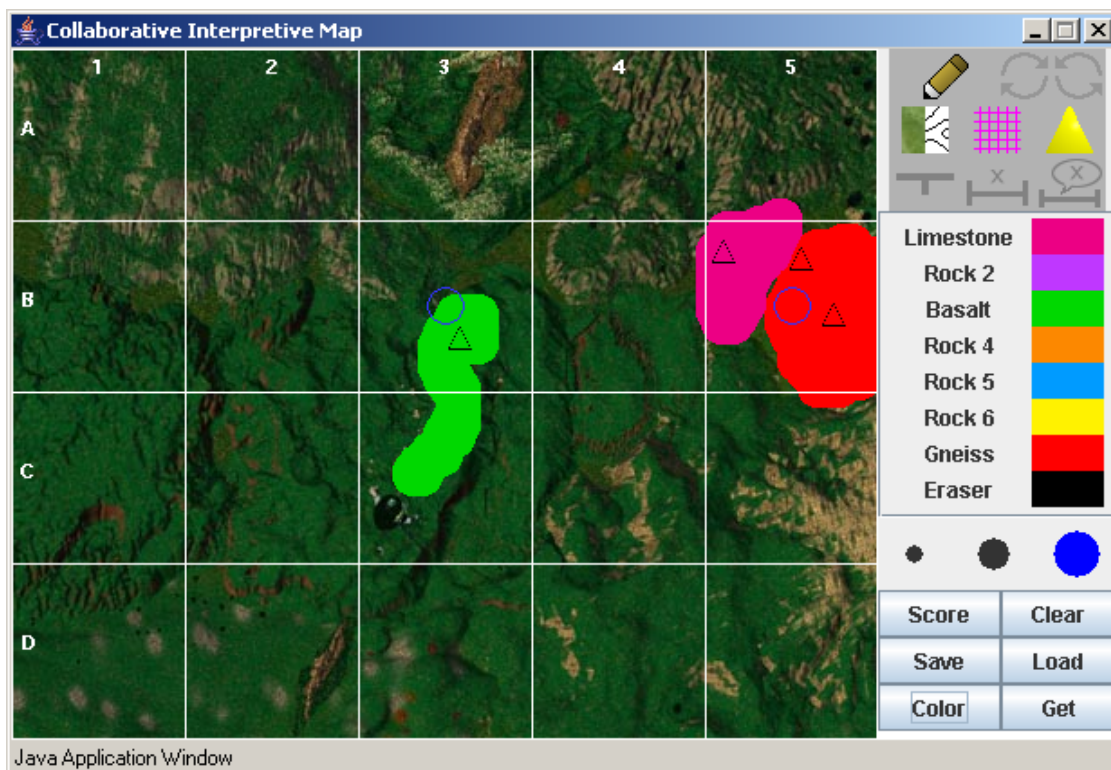 Collaborative Interpretive Map
1 2 3 4 5
A
B
C
D
x x
Limestone
Rock 2
Basalt
Rock 4
Rock 5
Rock 6
Gneiss
Eraser
Score Clear
Save Load
Color Get
Java Application Window